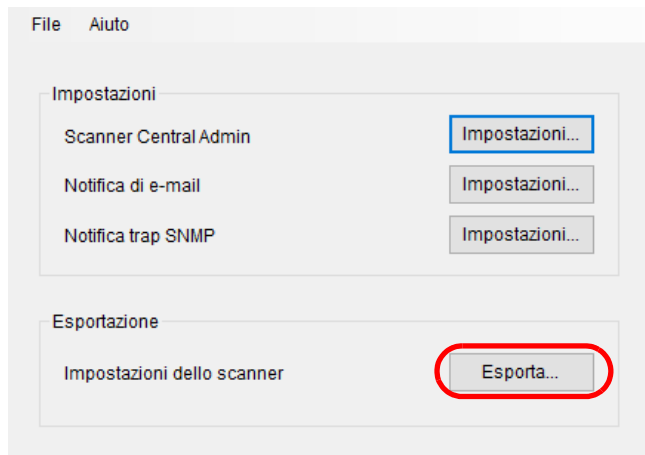 File Aiuto
Impostazioni
Scanner Central Admin Impostazioni...
Notifica di e-mail Impostazioni...
Notifica trap SNMP Impostazioni...
Esportazione
Impostazioni dello scanner Esporta...